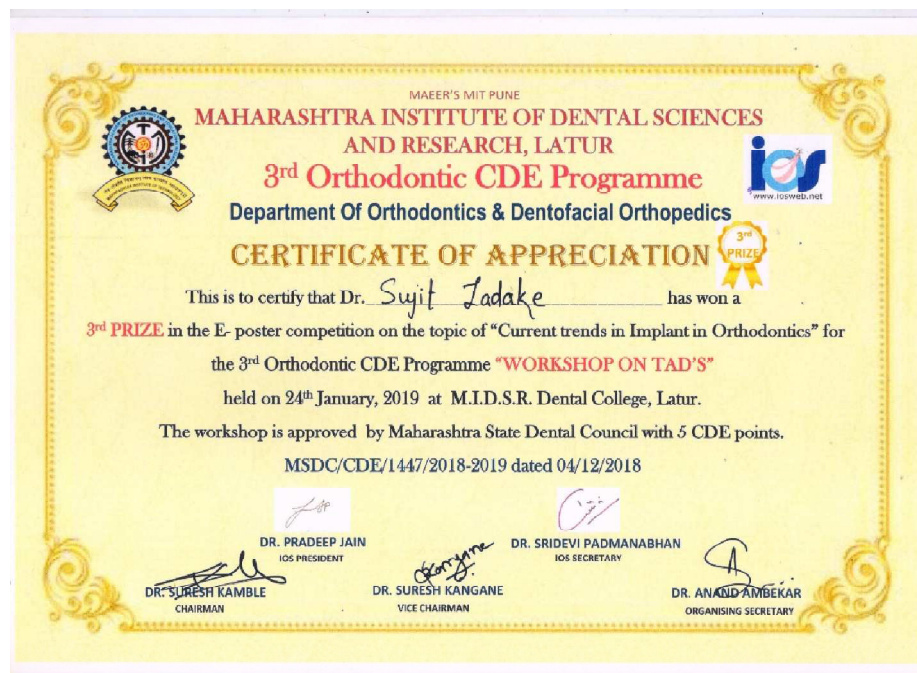 MAEER'S MIT PUNE
MAHARASHTRA INSTITUTE OF DENTAL SCIENCES
AND RESEARCH, LATUR
3rd Orthodontic CDE Programme
ios
www.iosweb.net
Department Of Orthodontics & Dentofacial Orthopedics
CERTIFICATE OF APPRECIATION
3rd
PRIZE
This is to certify that Dr. Sujit Zadake has won a
3rd PRIZE in the E- poster competition on the topic of “Current trends in Implant in Orthodontics” for
the 3rd Orthodontic CDE Programme “WORKSHOP ON TAD'S”
held on 24th January, 2019 at M.I.D.S.R. Dental College, Latur.
The workshop is approved by Maharashtra State Dental Council with 5 CDE points.
MSDC/CDE/1447/2018-2019 dated 04/12/2018
DR. PRADEEP JAIN
IOS PRESIDENT
DR. SRIDEVI PADMANABHAN
IOS SECRETARY
Kangane
DR. SURESH KAMBLE
CHAIRMAN
DR. SURESH KANGANE
VICE CHAIRMAN
DR. ANAND AMBEKAR
ORGANISING SECRETARY